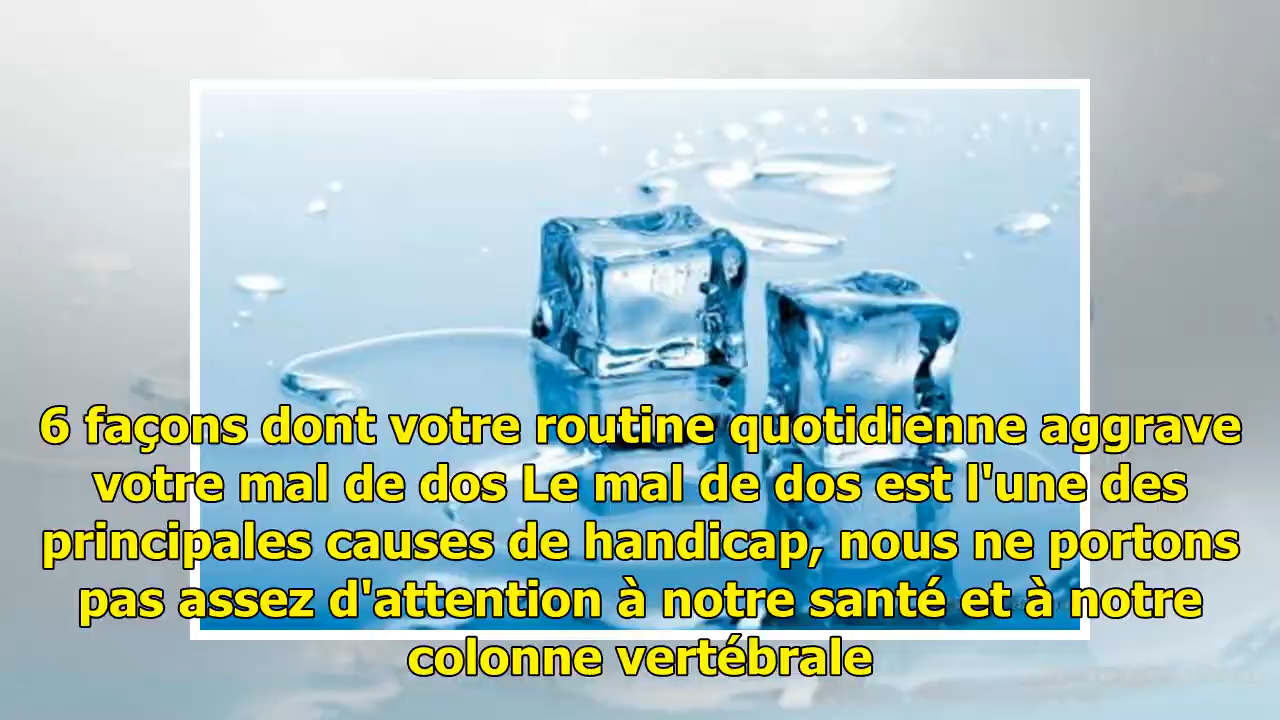 6 façons dont votre routine quotidienne aggrave
votre mal de dos Le mal de dos est l'une des
principales causes de handicap, nous ne portons
pas assez d'attention à notre santé et à notre
colonne vertébrale